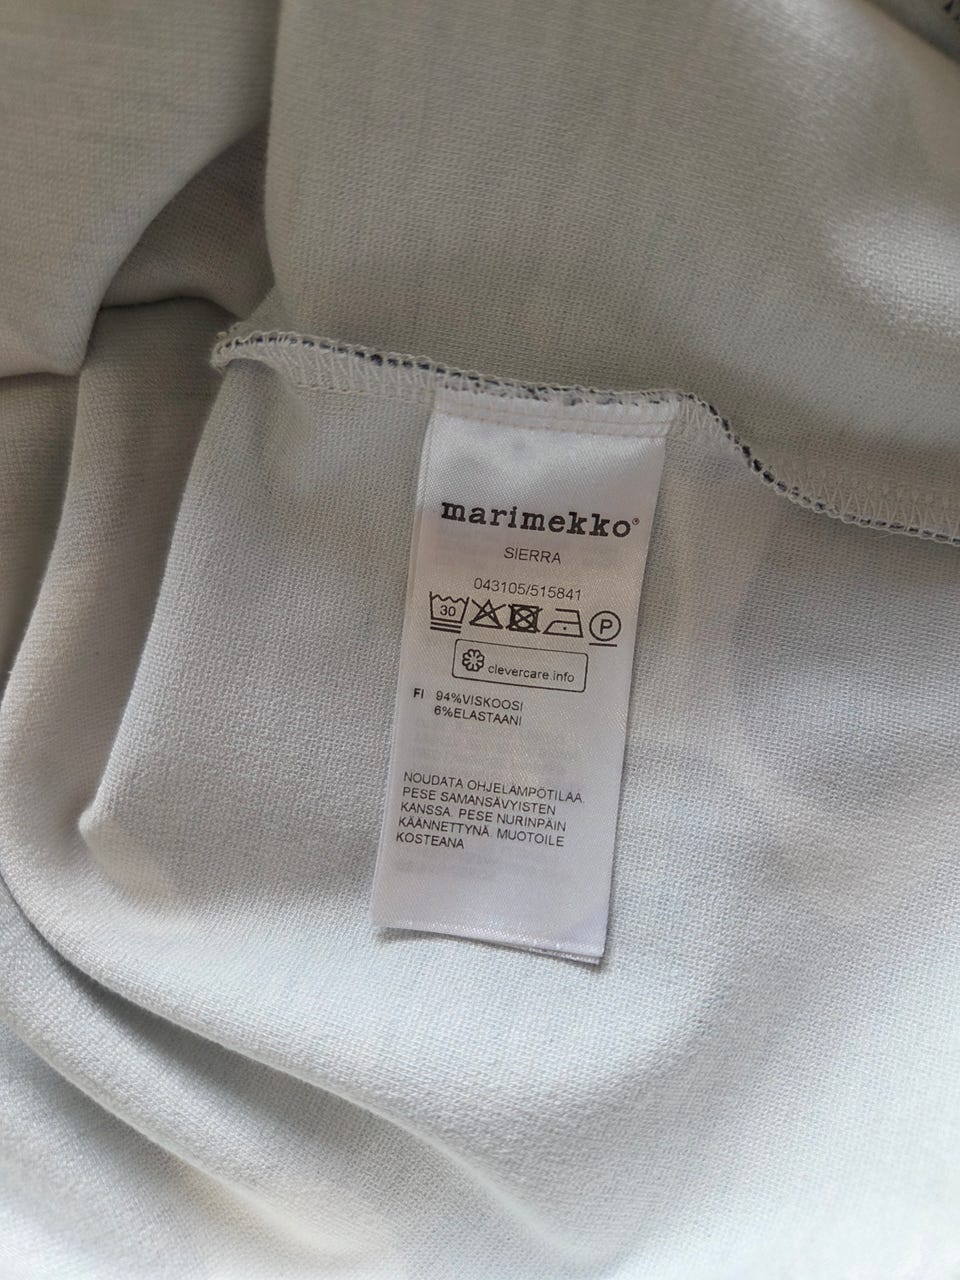 marimekko®
SIERRA
043105/515841
30 P
clevercare.info
FI 94%VISKOOSI
6%ELASTAANI
NOUDATA OHJELÄMPÖTILAA.
PESE SAMANSÄVYISTEN
KANSSA. PESE NURINPÄIN
KÄÄNNETTYNÄ. MUOTOILE
KOSTEANA